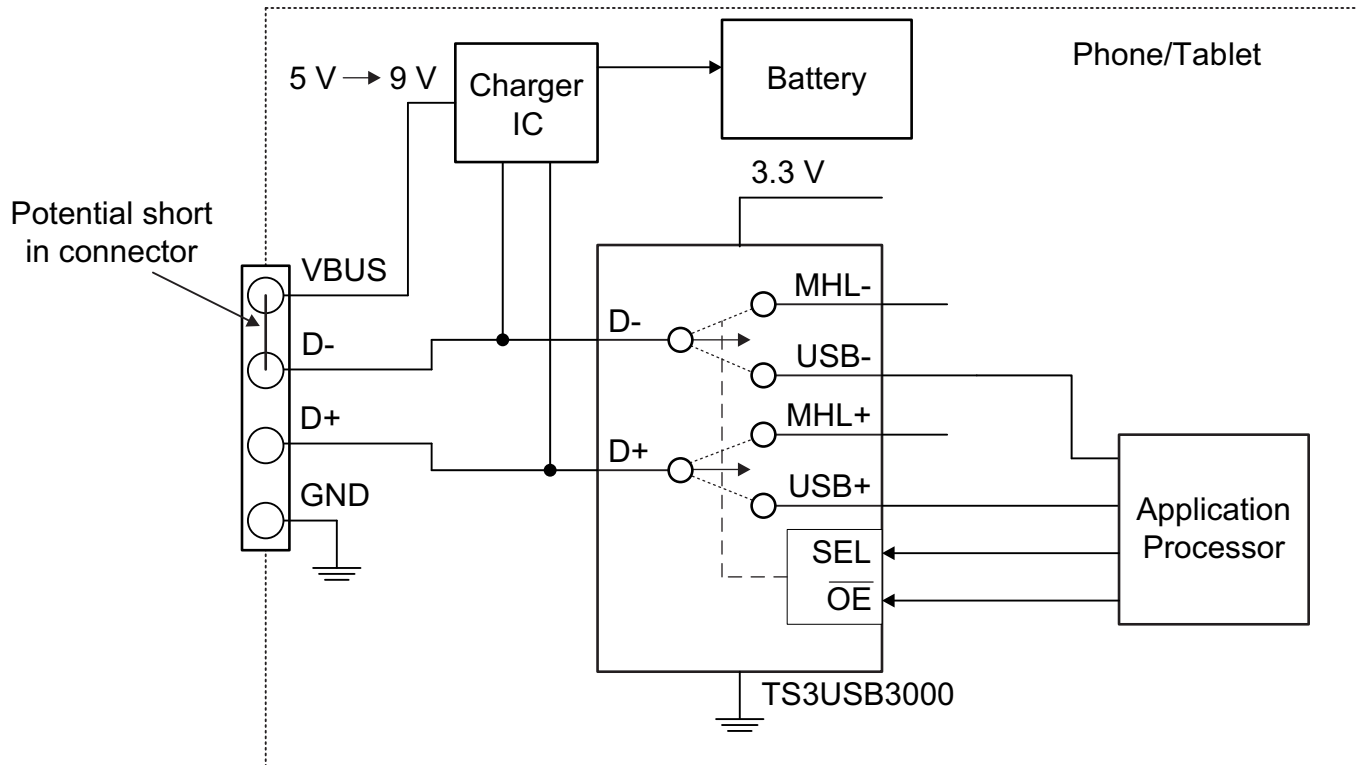 Phone/Tablet
5 V → 9 V
Charger
IC
Battery
3.3 V
Potential short
in connector
VBUS
D-
D+
GND
D-
D+
MHL-
USB-
MHL+
USB+
SEL
O̅E̅
Application
Processor
TS3USB3000